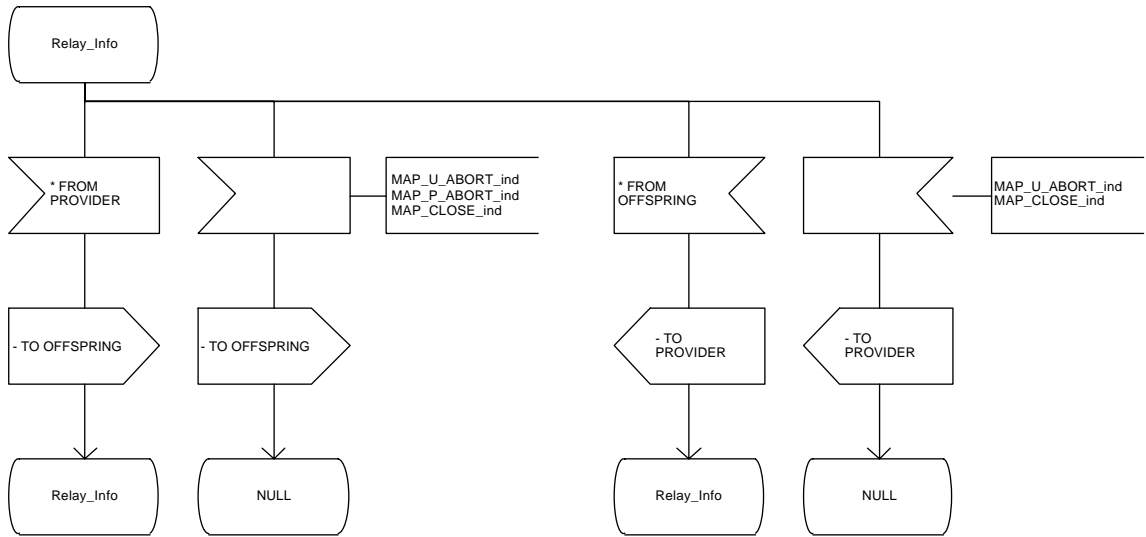 Relay_Info
* FROM
PROVIDER
MAP_U_ABORT_ind
MAP_P_ABORT_ind
MAP_CLOSE_ind
* FROM
OFFSPRING
MAP_U_ABORT_ind
MAP_CLOSE_ind
- TO OFFSPRING
- TO OFFSPRING
- TO
PROVIDER
- TO
PROVIDER
Relay_Info
NULL
Relay_Info
NULL